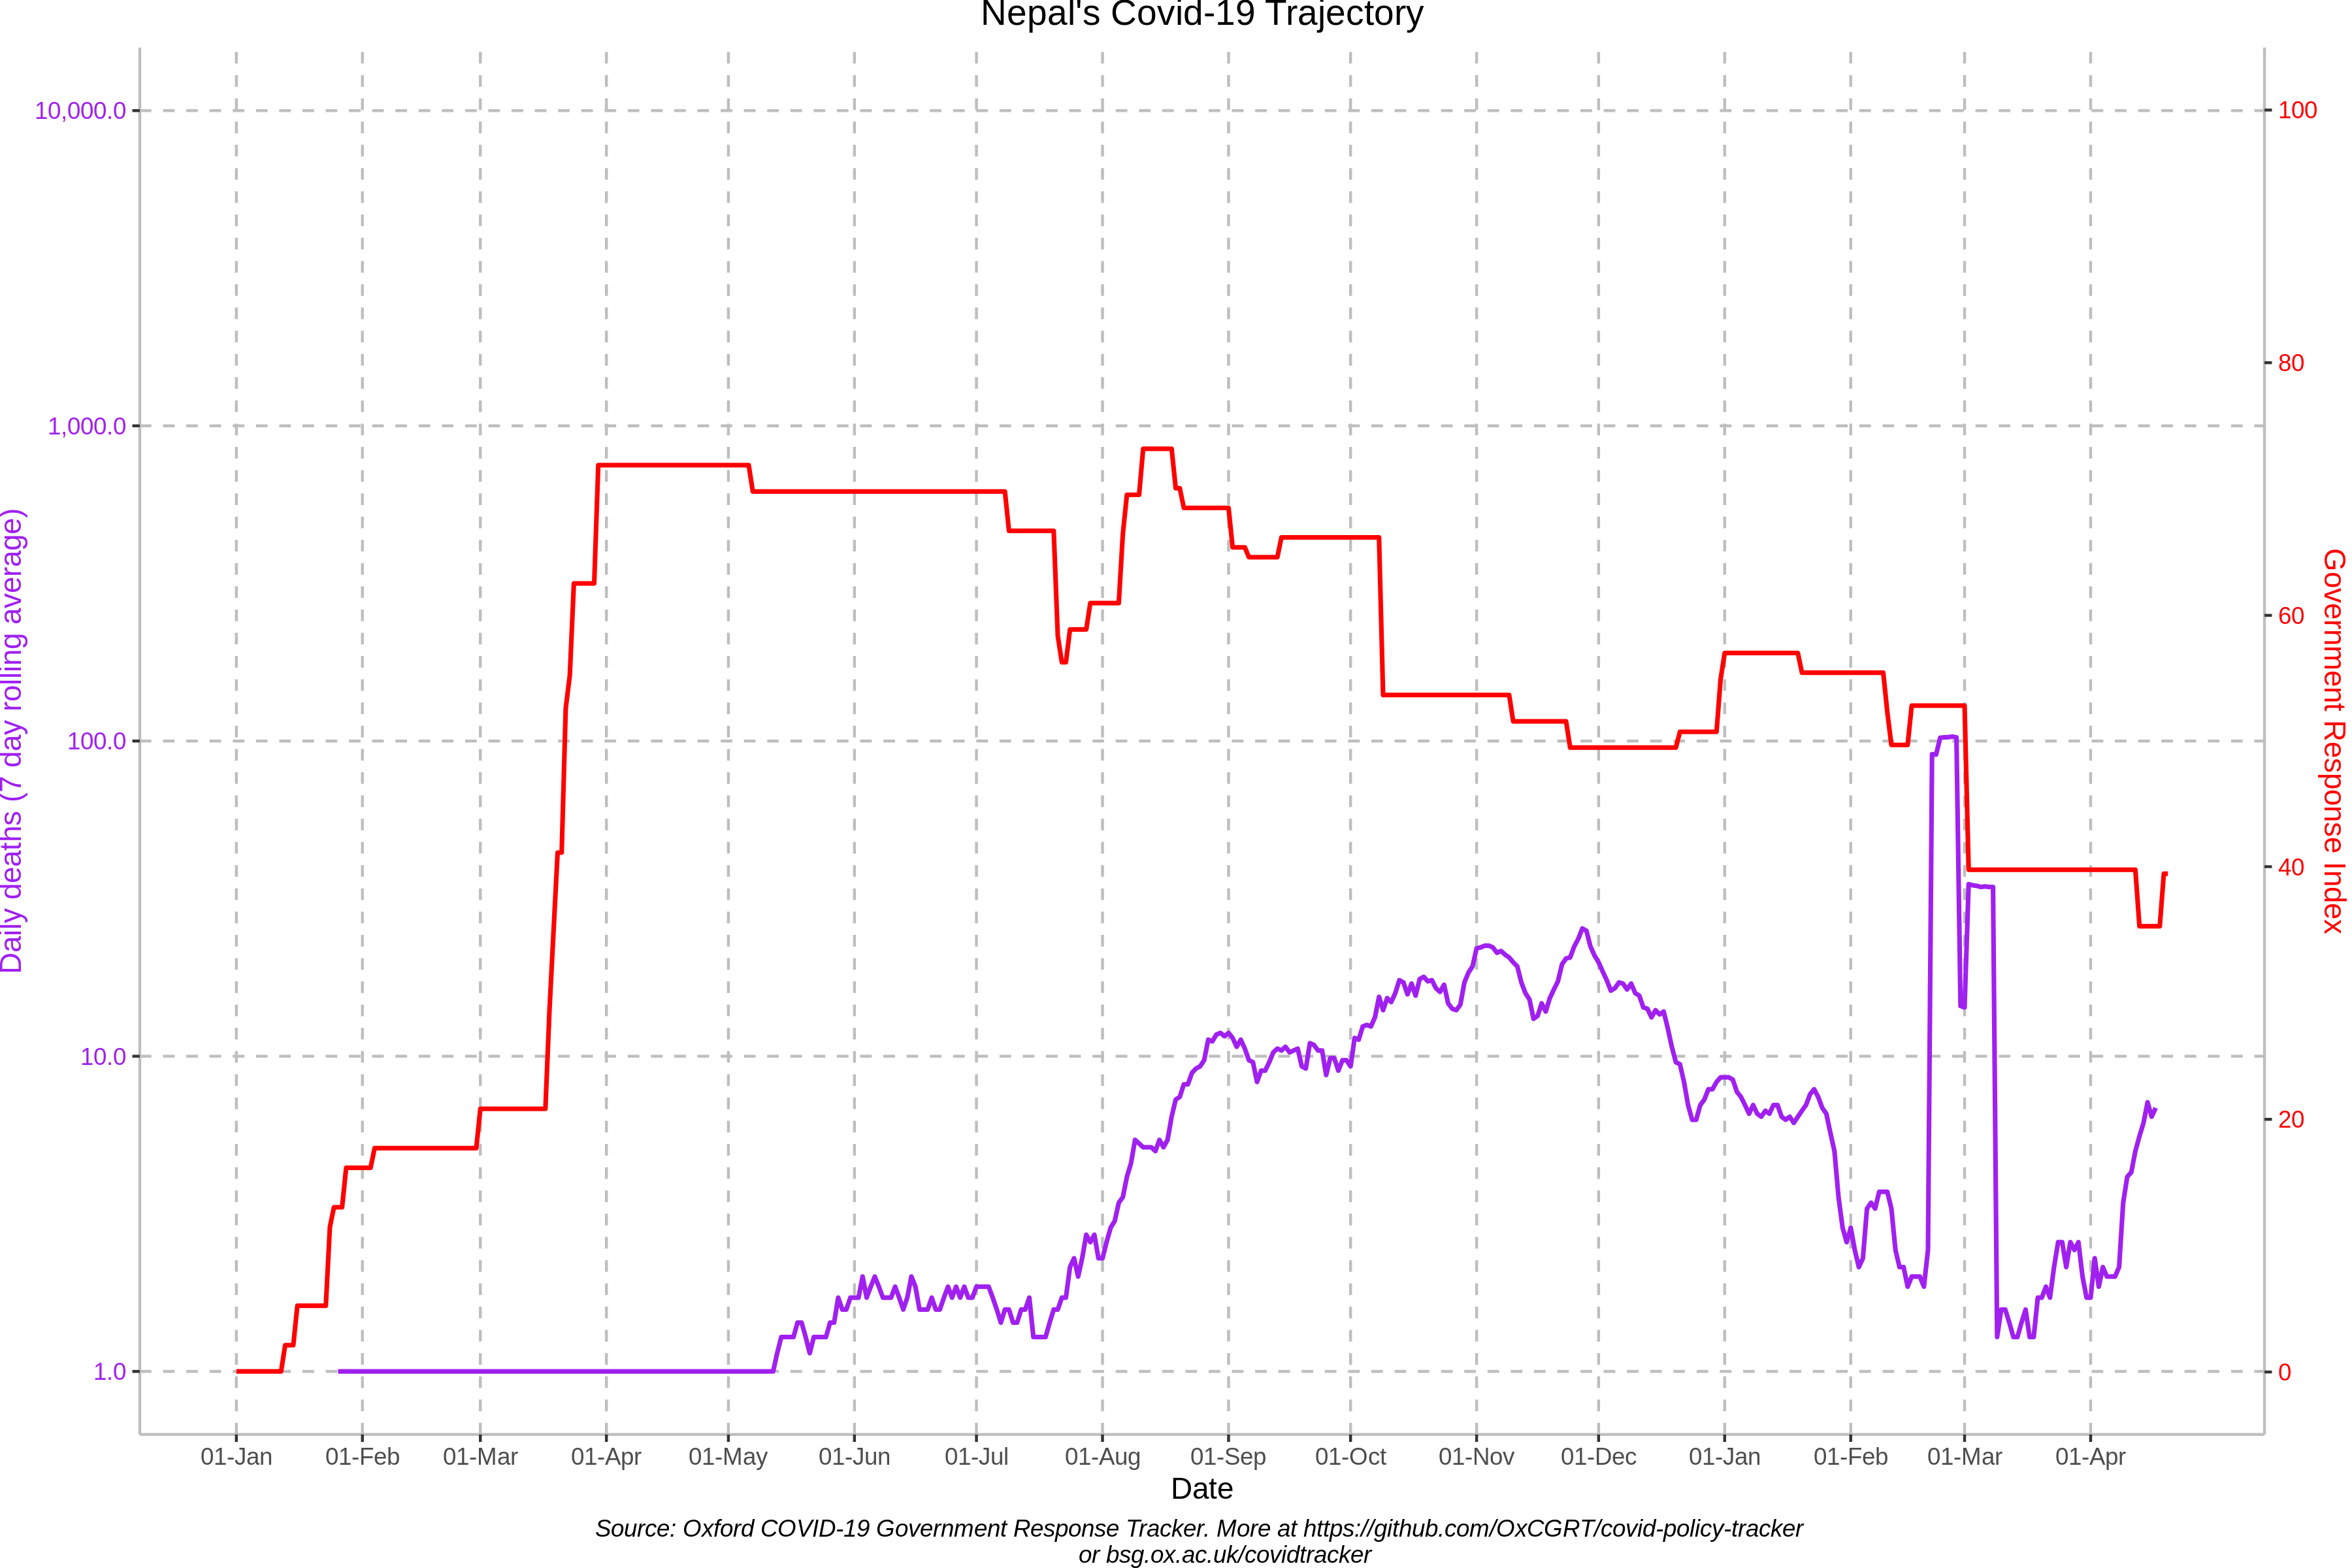 Nepal's Covid-19 Trajectory
10,000.0
1,000.0
100.0
10.0
1.0
Daily deaths (7 day rolling average)
100
80
60
40
20
0
Government Response Index
01-Jan 01-Feb 01-Mar 01-Apr 01-May 01-Jun 01-Jul 01-Aug 01-Sep 01-Oct 01-Nov 01-Dec 01-Jan 01-Feb 01-Mar 01-Apr
Date
Source: Oxford COVID-19 Government Response Tracker. More at https://github.com/OxCGRT/covid-policy-tracker
or bsg.ox.ac.uk/covidtracker